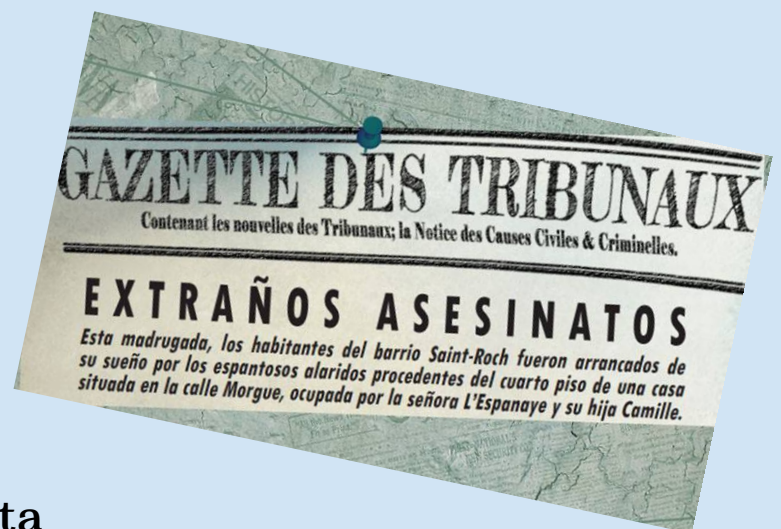 GAZETTE DES TRIBUNAUX
Contenant les nouvelles des Tribunaux; la Notice des Causes Civiles & Criminelles.
EXTRAÑOS ASESINATOS
Esta madrugada, los habitantes del barrio Saint-Roch fueron arrancados de
su sueño por los espantosos alaridos procedentes del cuarto piso de una casa
situada en la calle Morgue, ocupada por la señora L'Espanaye y su hija Camille.
ta